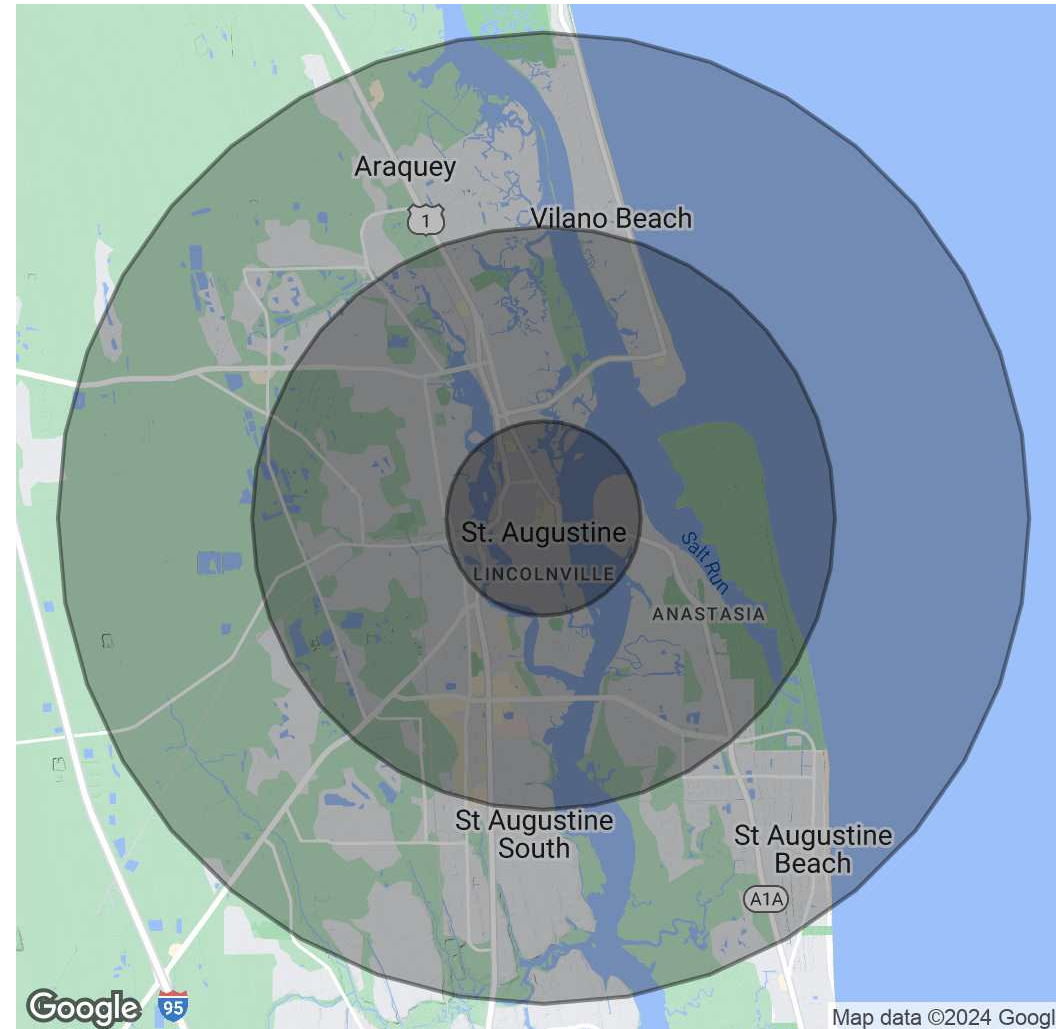 Araquey
1
Vilano Beach
St. Augustine
LINCOLNVILLE
Salt Run
ANASTASIA
St Augustine
South
St Augustine
Beach
A1A
Google
95
Map data ©2024 Googl